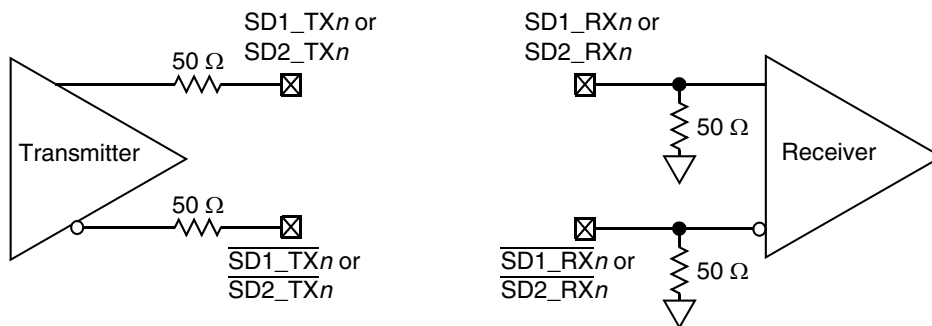 SD1_TXn or
SD2_TXn
50 Ω
Transmitter
50 Ω
SD1_TXn or
SD2_TXn
SD1_RXn or
SD2_RXn
50 Ω
Receiver
SD1_RXn or
SD2_RXn
50 Ω